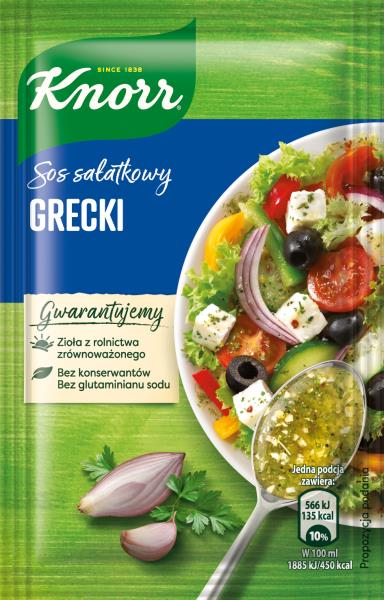 SINCE 1838
Knorr
Sos sałatkowy
GRECKI
Gwarantujemy
Zioła z rolnictwa
zrównoważonego
Bez konserwantów
Bez glutaminianu sodu
Jedna podcja
zawiera:
566 kJ
135 kcal
10%
W 100 ml
1885 kJ/450 kcal
Propozycja podania